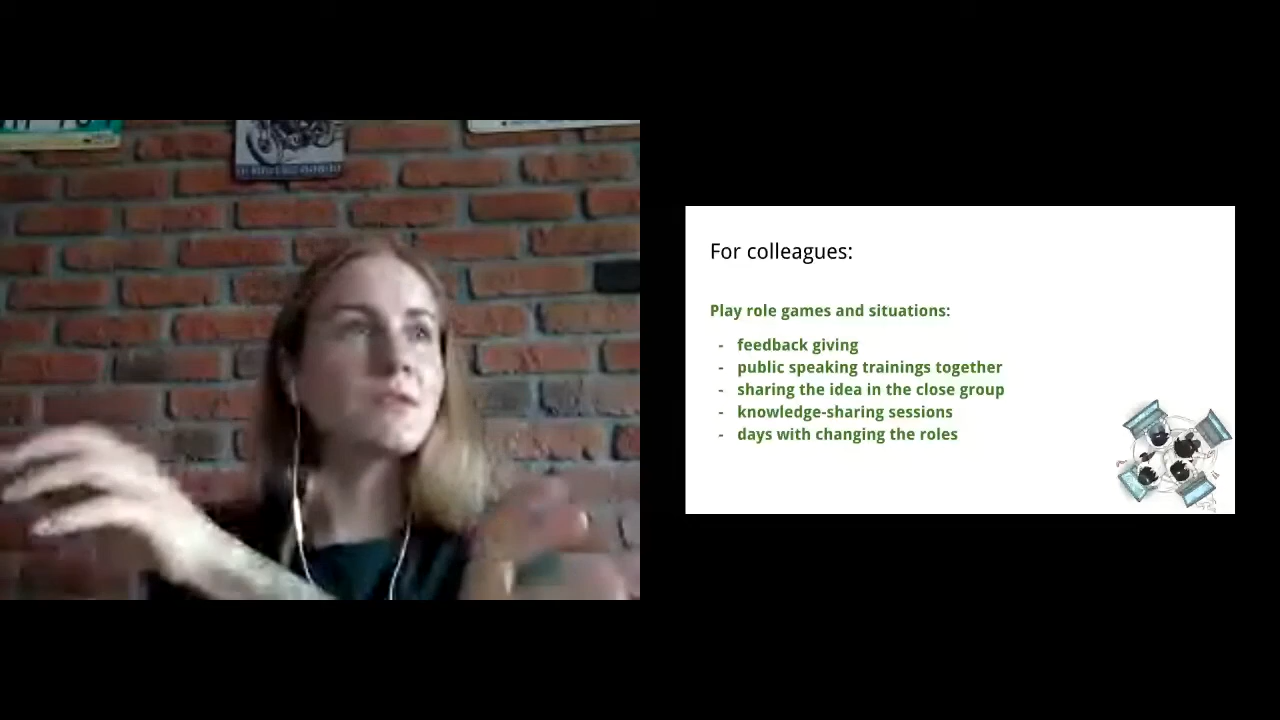 For colleagues:
Play role games and situations:
- feedback giving
- public speaking trainings together
- sharing the idea in the close group
- knowledge-sharing sessions
- days with changing the roles